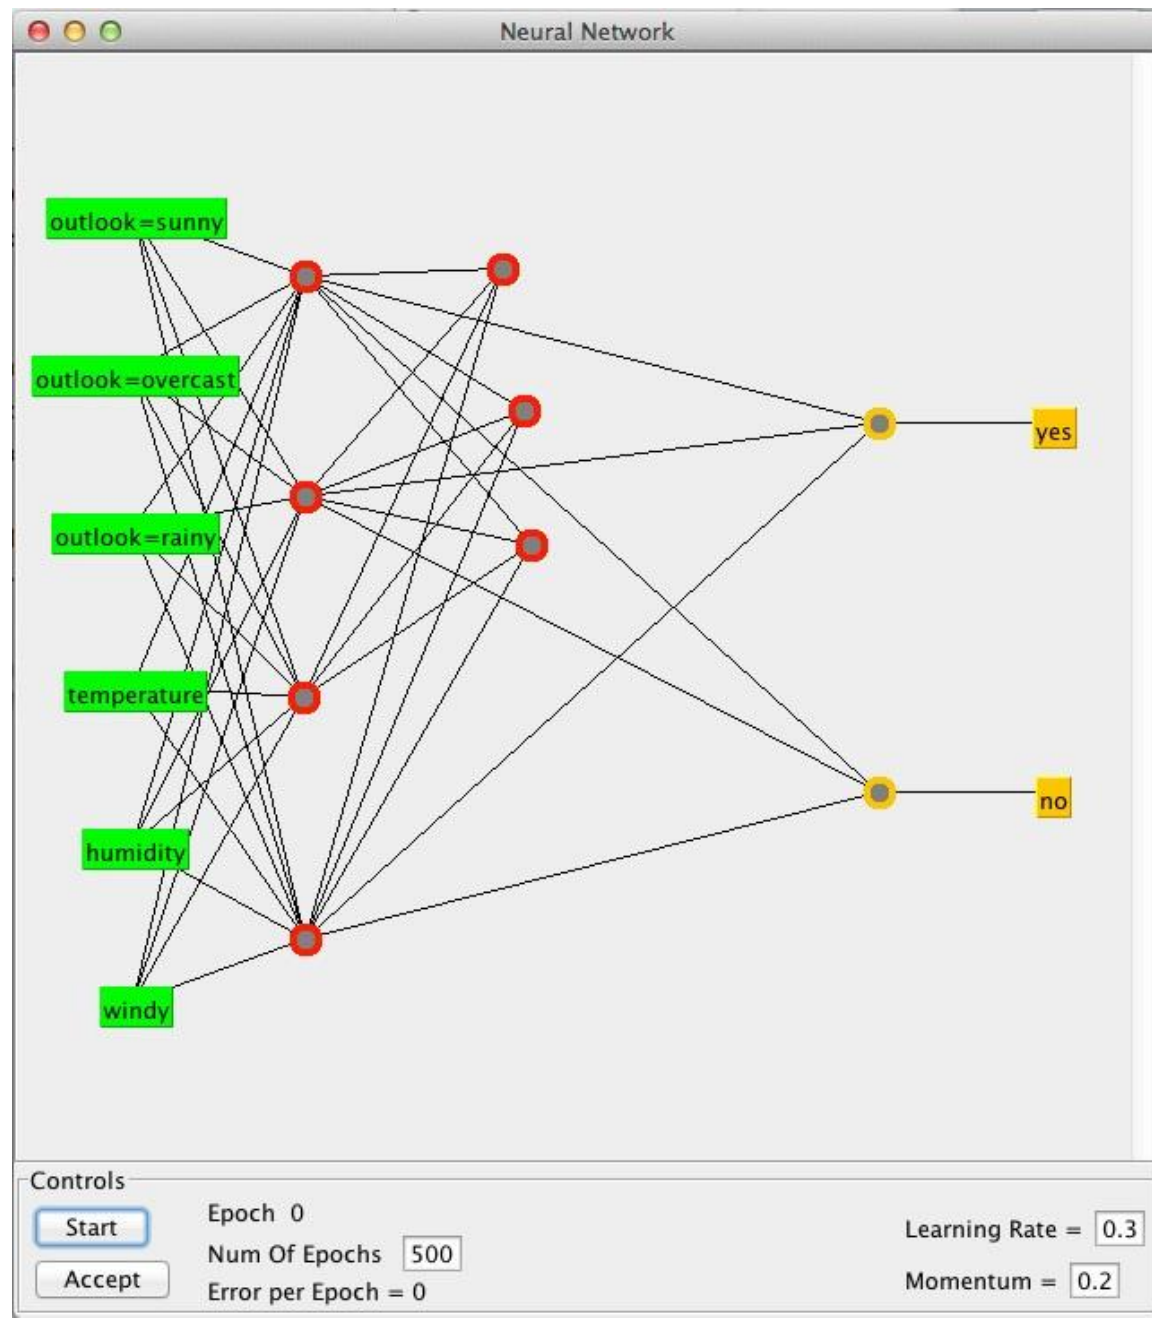 Neural Network
outlook=sunny
outlook=overcast
yes
outlook=rainy
temperature
no
humidity
windy
Controls
Start
Accept
Epoch 0
Num Of Epochs 500
Error per Epoch = 0
Learning Rate = 0.3
Momentum = 0.2